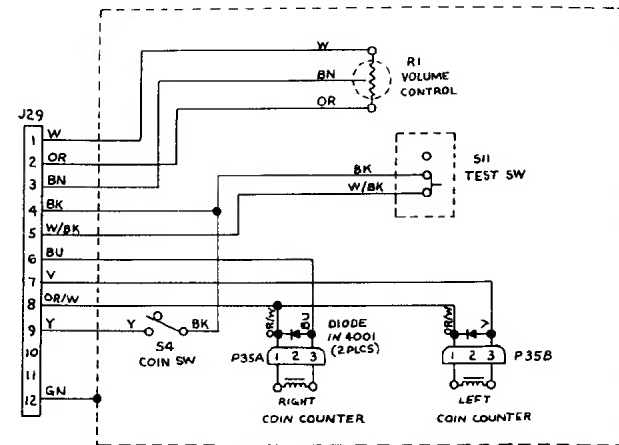 W
R1
VOLUME
CONTROL
BN
OR
J29
1 W
2 OR
3 BN
4 BK
5 W/BK
6 BU
7 V
8 OR/W
9 Y
10
11
12 GN
BK
W/BK
S11
TEST SW
Y
BK
S4
COIN SW
OR/W
BU
DIODE
IN 4001
(2PLCS)
OR/W
V
P35A
1 2 3
1 2 3
P35B
RIGHT
COIN COUNTER
LEFT
COIN COUNTER